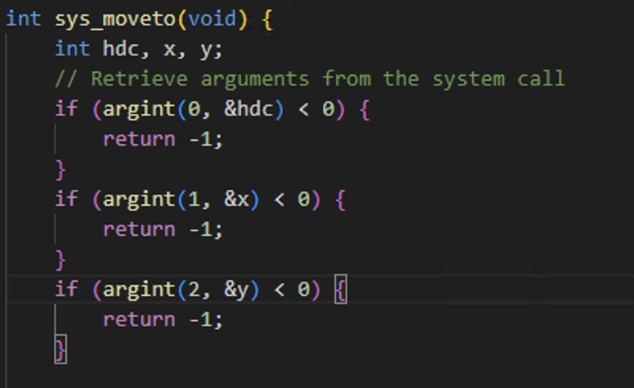 int sys_moveto(void) {
    int hdc, x, y;
    // Retrieve arguments from the system call
    if (argint(0, &hdc) < 0) {
        return -1;
    }
    if (argint(1, &x) < 0) {
        return -1;
    }
    if (argint(2, &y) < 0) {
        return -1;
    }